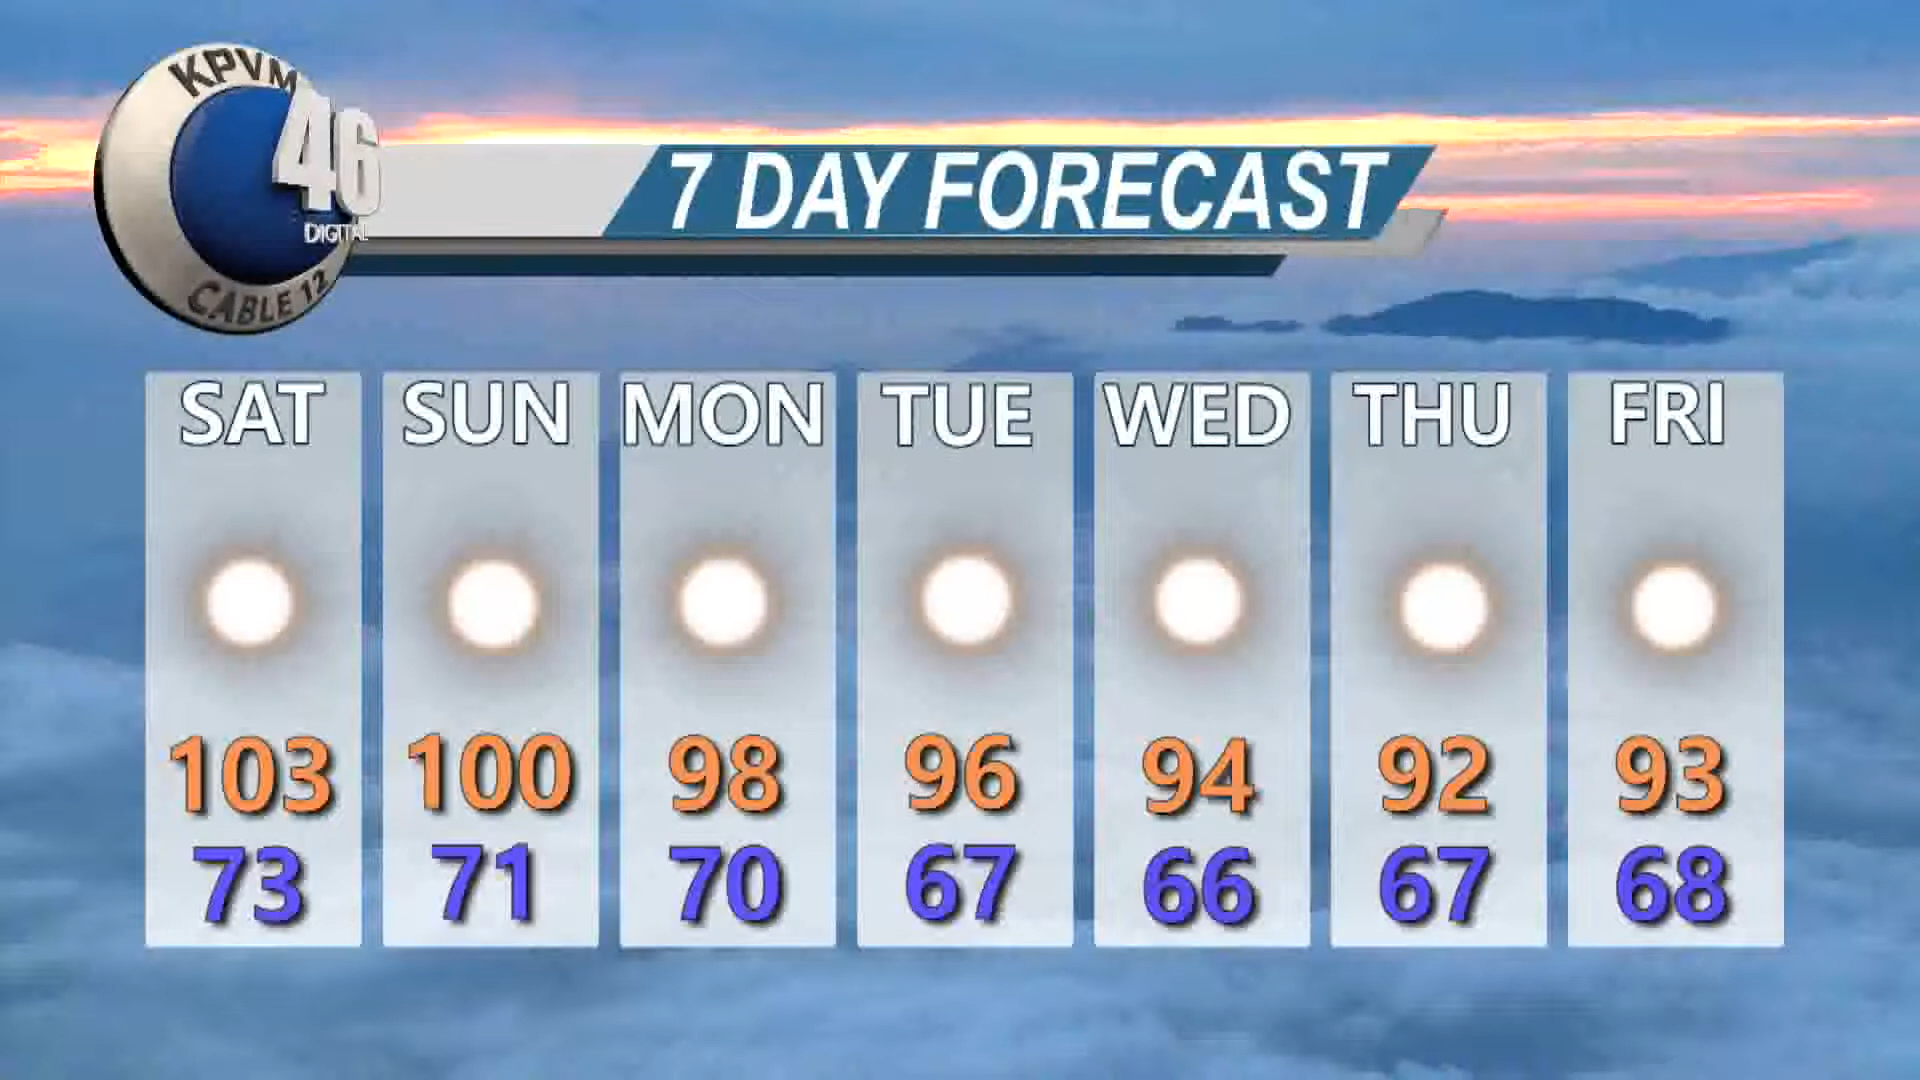 KPVM
46
DIGITAL
CABLE 12
7 DAY FORECAST
SAT SUN MON TUE WED THU FRI
103 100 98 96 94 92 93
73 71 70 67 66 67 68